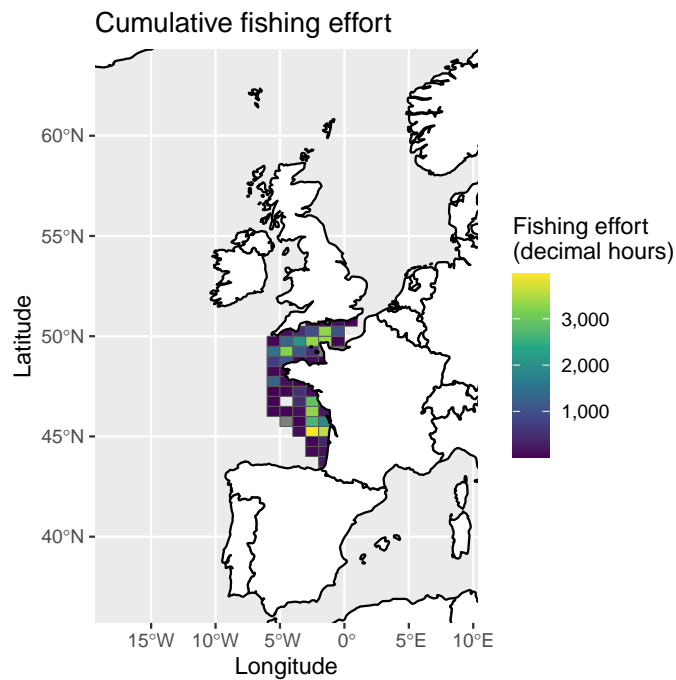 Cumulative fishing effort
60°N
55°N
50°N
45°N
40°N
Latitude
15°W
10°W
5°W
0°
5°E
10°E
Longitude
Fishing effort
(decimal hours)
3,000
2,000
1,000